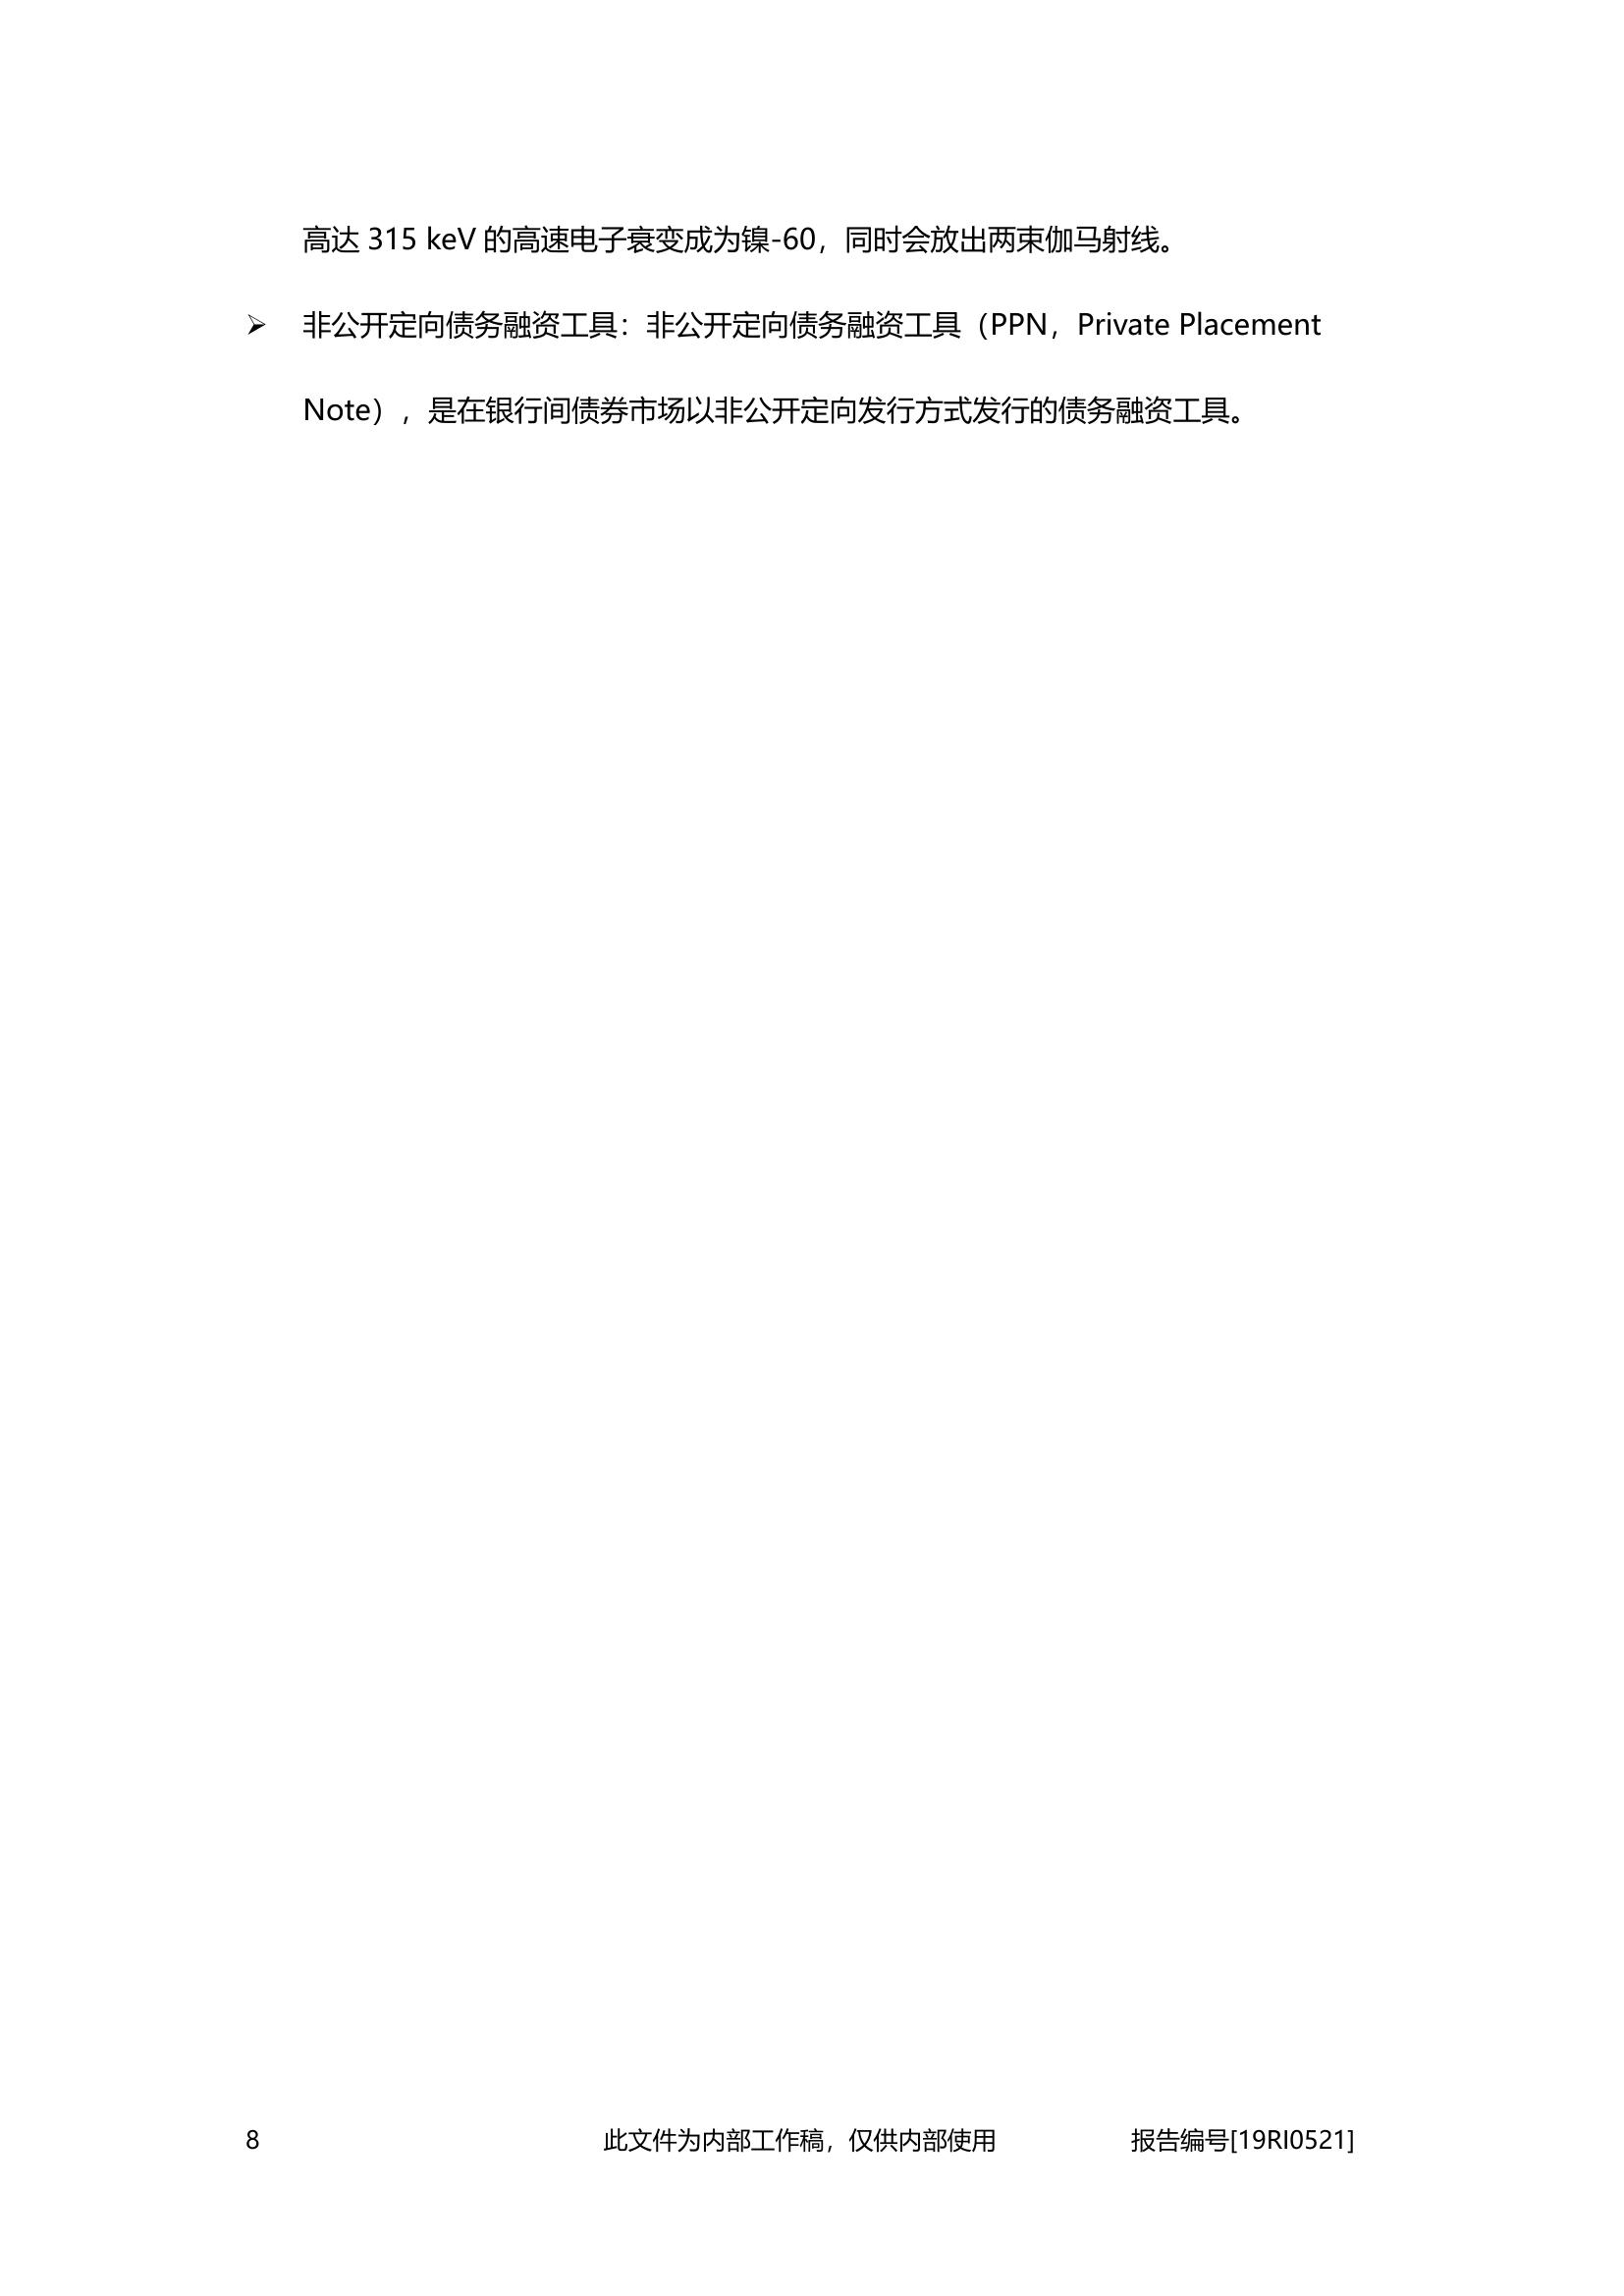 高达 315 keV 的高速电子衰变成为镍-60，同时会放出两束伽马射线。
➢ 非公开定向债务融资工具：非公开定向债务融资工具（PPN，Private Placement
Note），是在银行间债券市场以非公开定向发行方式发行的债务融资工具。
8 此文件为内部工作稿，仅供内部使用 报告编号[19RI0521]